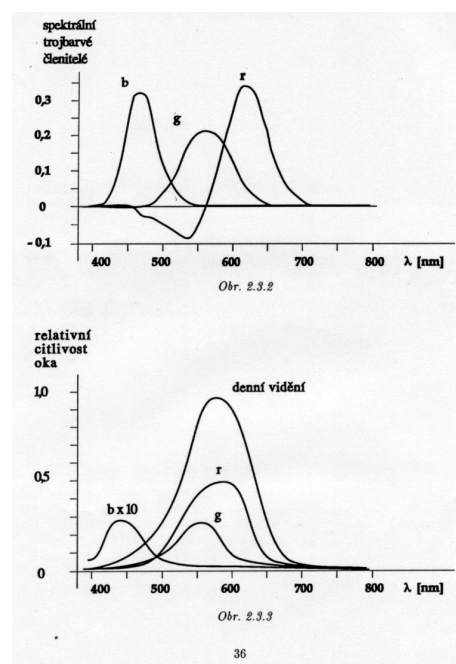 spektrální
trojbarvé
členitelé
b
g
r
0,3
0,2
0,1
0
- 0,1
400 500 600 700 800 λ [nm]
Obr. 2.3.2
relativní
citlivost
oka
1,0
denní vidění
0,5
r
b x 10
g
0
400 500 600 700 800 λ [nm]
Obr. 2.3.3
36